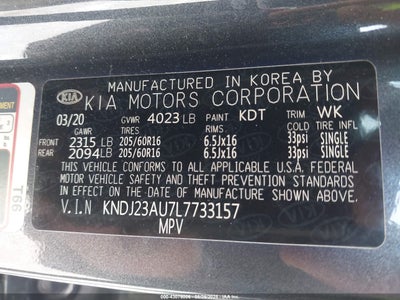 MANUFACTURED IN KOREA BY
KIA KIA MOTORS CORPORATION
03/20 GVWR 4023 LB PAINT KDT TRIM WK
GAWR TIRES RIMS
FRONT 2315 LB 205/60R16 6.5Jx16 33psi SINGLE
REAR 2094 LB 205/60R16 6.5Jx16 33psi SINGLE
THIS VEHICLE CONFORMS TO ALL APPLICABLE U.S.A. FEDERAL
MOTOR VEHICLE SAFETY AND THEFT PREVENTION STANDARDS
IN EFFECT ON THE DATE OF MANUFACTURE SHOWN ABOVE.
V.I.N KNDJ23AU7L7733157
MPV